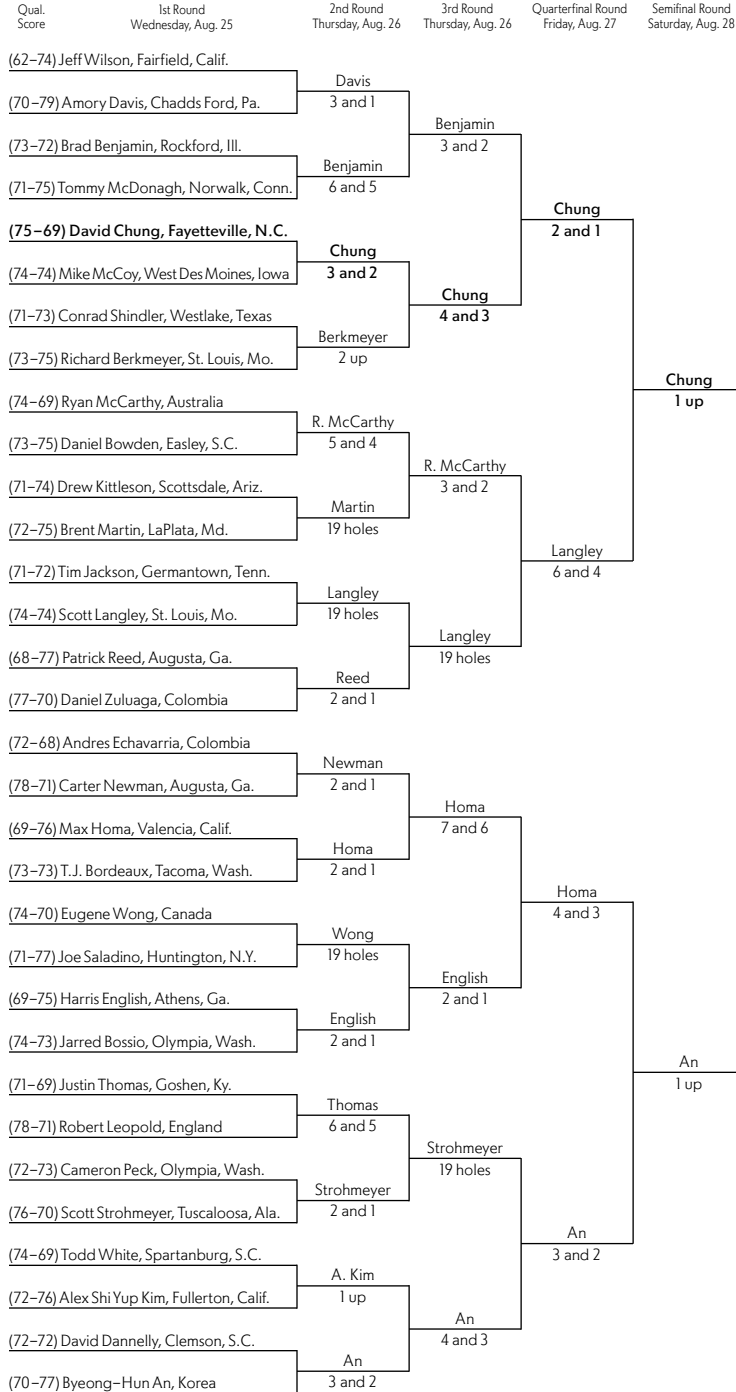 Qual.
Score
1st Round
Wednesday, Aug. 25
2nd Round
Thursday, Aug. 26
3rd Round
Thursday, Aug. 26
Quarterfinal Round
Friday, Aug. 27
Semifinal Round
Saturday, Aug. 28
(62–74) Jeff Wilson, Fairfield, Calif.
(70–79) Amory Davis, Chadds Ford, Pa.
(73–72) Brad Benjamin, Rockford, Ill.
(71–75) Tommy McDonagh, Norwalk, Conn.
(75–69) David Chung, Fayetteville, N.C.
(74–74) Mike McCoy, West Des Moines, Iowa
(71–73) Conrad Shindler, Westlake, Texas
(73–75) Richard Berkmeyer, St. Louis, Mo.
(74–69) Ryan McCarthy, Australia
(73–75) Daniel Bowden, Easley, S.C.
(71–74) Drew Kittleson, Scottsdale, Ariz.
(72–75) Brent Martin, LaPlata, Md.
(71–72) Tim Jackson, Germantown, Tenn.
(74–74) Scott Langley, St. Louis, Mo.
(68–77) Patrick Reed, Augusta, Ga.
(77–70) Daniel Zuluaga, Colombia
(72–68) Andres Echavarria, Colombia
(78–71) Carter Newman, Augusta, Ga.
(69–76) Max Homa, Valencia, Calif.
(73–73) T.J. Bordeaux, Tacoma, Wash.
(74–70) Eugene Wong, Canada
(71–77) Joe Saladino, Huntington, N.Y.
(69–75) Harris English, Athens, Ga.
(74–73) Jarred Bossio, Olympia, Wash.
(71–69) Justin Thomas, Goshen, Ky.
(78–71) Robert Leopold, England
(72–73) Cameron Peck, Olympia, Wash.
(76–70) Scott Strohmeyer, Tuscaloosa, Ala.
(74–69) Todd White, Spartanburg, S.C.
(72–76) Alex Shi Yup Kim, Fullerton, Calif.
(72–72) David Dannelly, Clemson, S.C.
(70–77) Byeong–Hun An, Korea
Davis
3 and 1
Benjamin
6 and 5
Chung
3 and 2
Berkmeyer
2 up
R. McCarthy
5 and 4
Martin
19 holes
Langley
19 holes
Reed
2 and 1
Newman
2 and 1
Homa
2 and 1
Wong
19 holes
English
2 and 1
Thomas
6 and 5
Strohmeyer
2 and 1
A. Kim
1 up
An
3 and 2
Benjamin
3 and 2
Chung
4 and 3
R. McCarthy
3 and 2
Langley
19 holes
Homa
7 and 6
English
2 and 1
Strohmeyer
19 holes
An
4 and 3
Chung
2 and 1
Langley
6 and 4
Homa
4 and 3
An
3 and 2
Chung
1 up
An
1 up